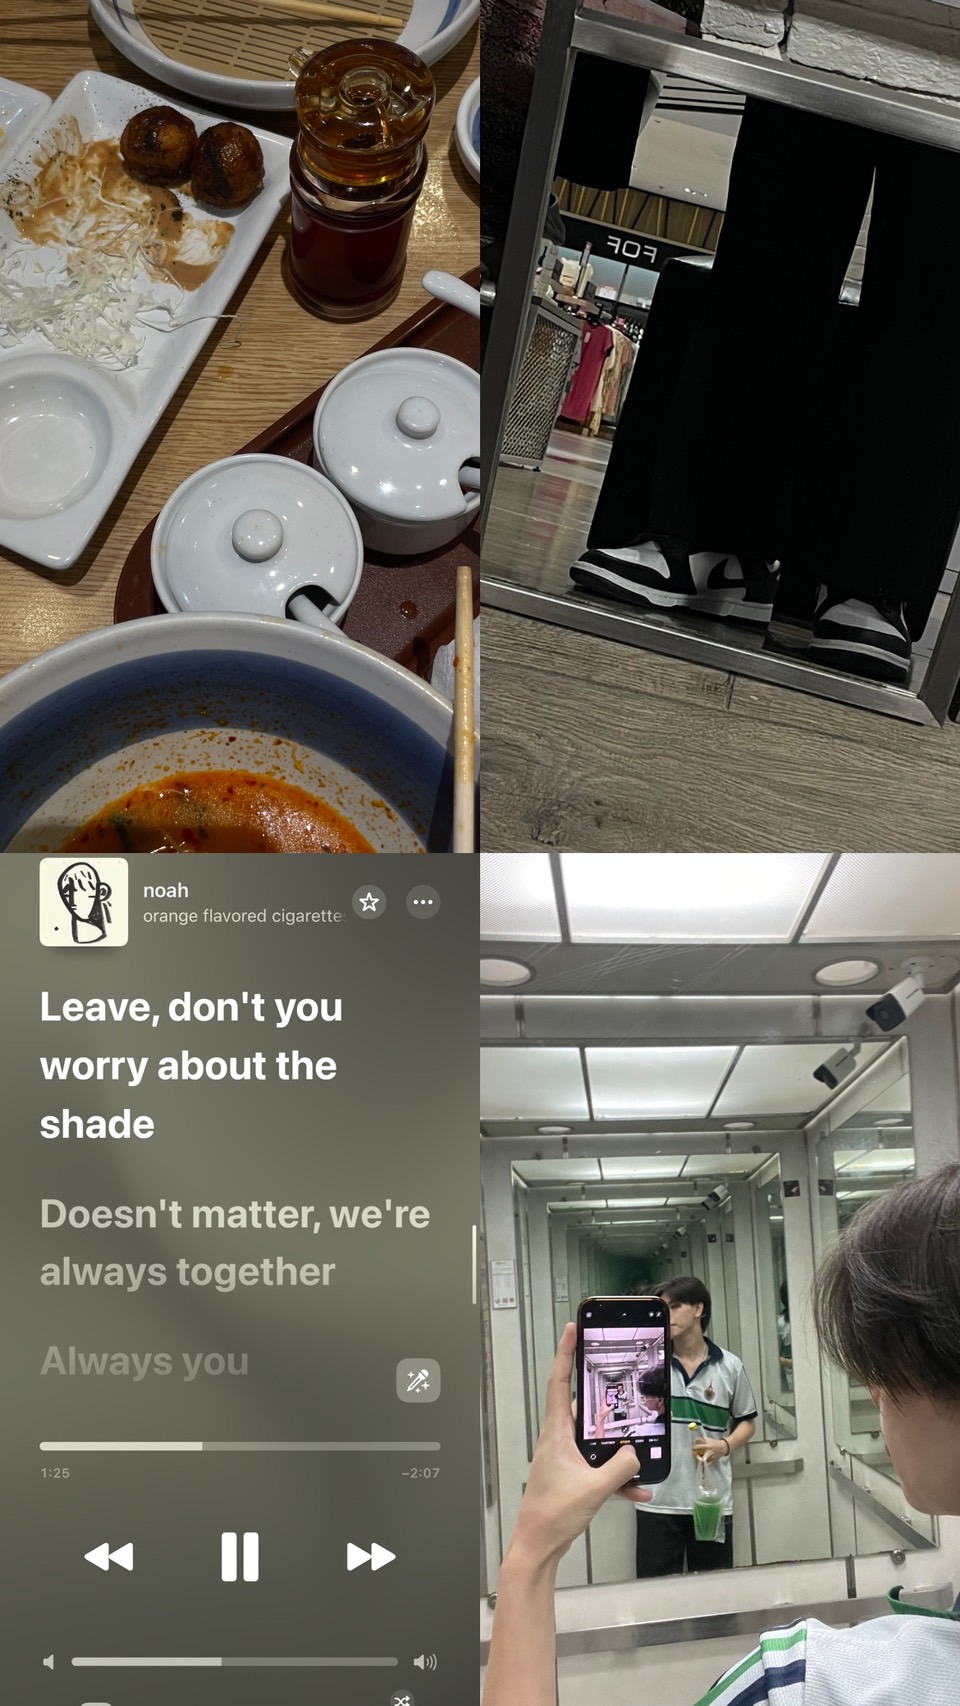 FOF
noah
orange flavored cigarette
Leave, don't you
worry about the
shade
Doesn't matter, we're
always together
Always you
1:25
−2:07